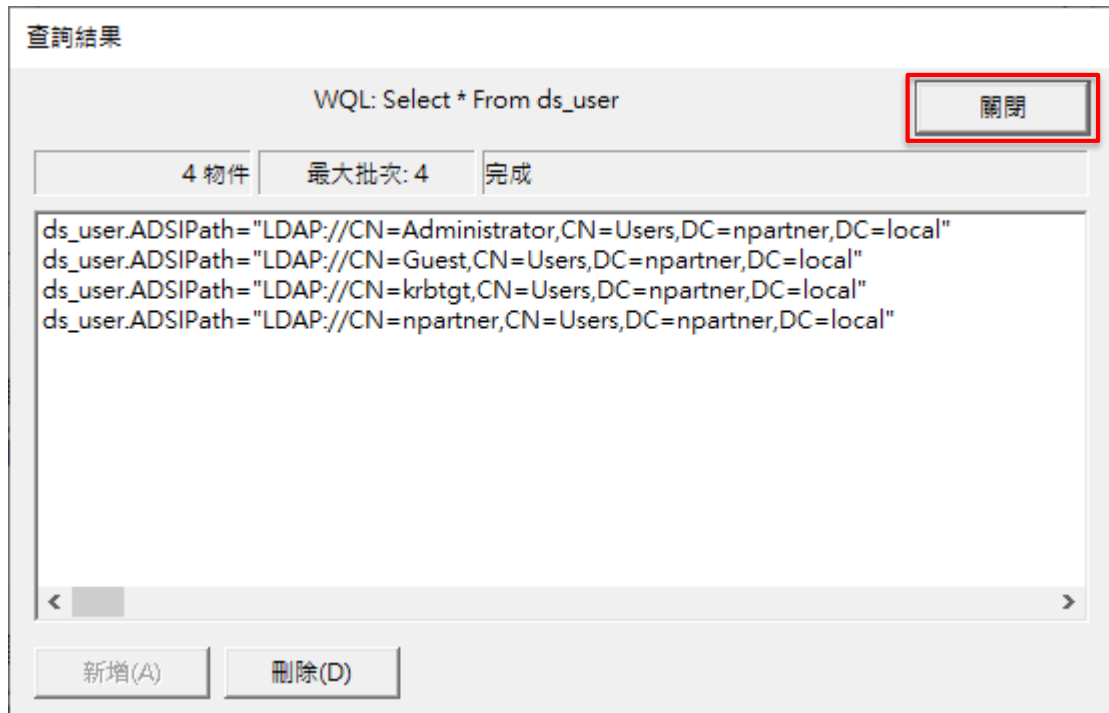 查詢結果
WQL: Select * From ds_user
關閉
4 物件
最大批次: 4
完成
ds_user.ADSIPath="LDAP://CN=Administrator,CN=Users,DC=npartner,DC=local"
ds_user.ADSIPath="LDAP://CN=Guest,CN=Users,DC=npartner,DC=local"
ds_user.ADSIPath="LDAP://CN=krbtgt,CN=Users,DC=npartner,DC=local"
ds_user.ADSIPath="LDAP://CN=npartner,CN=Users,DC=npartner,DC=local"
新增(A)
刪除(D)